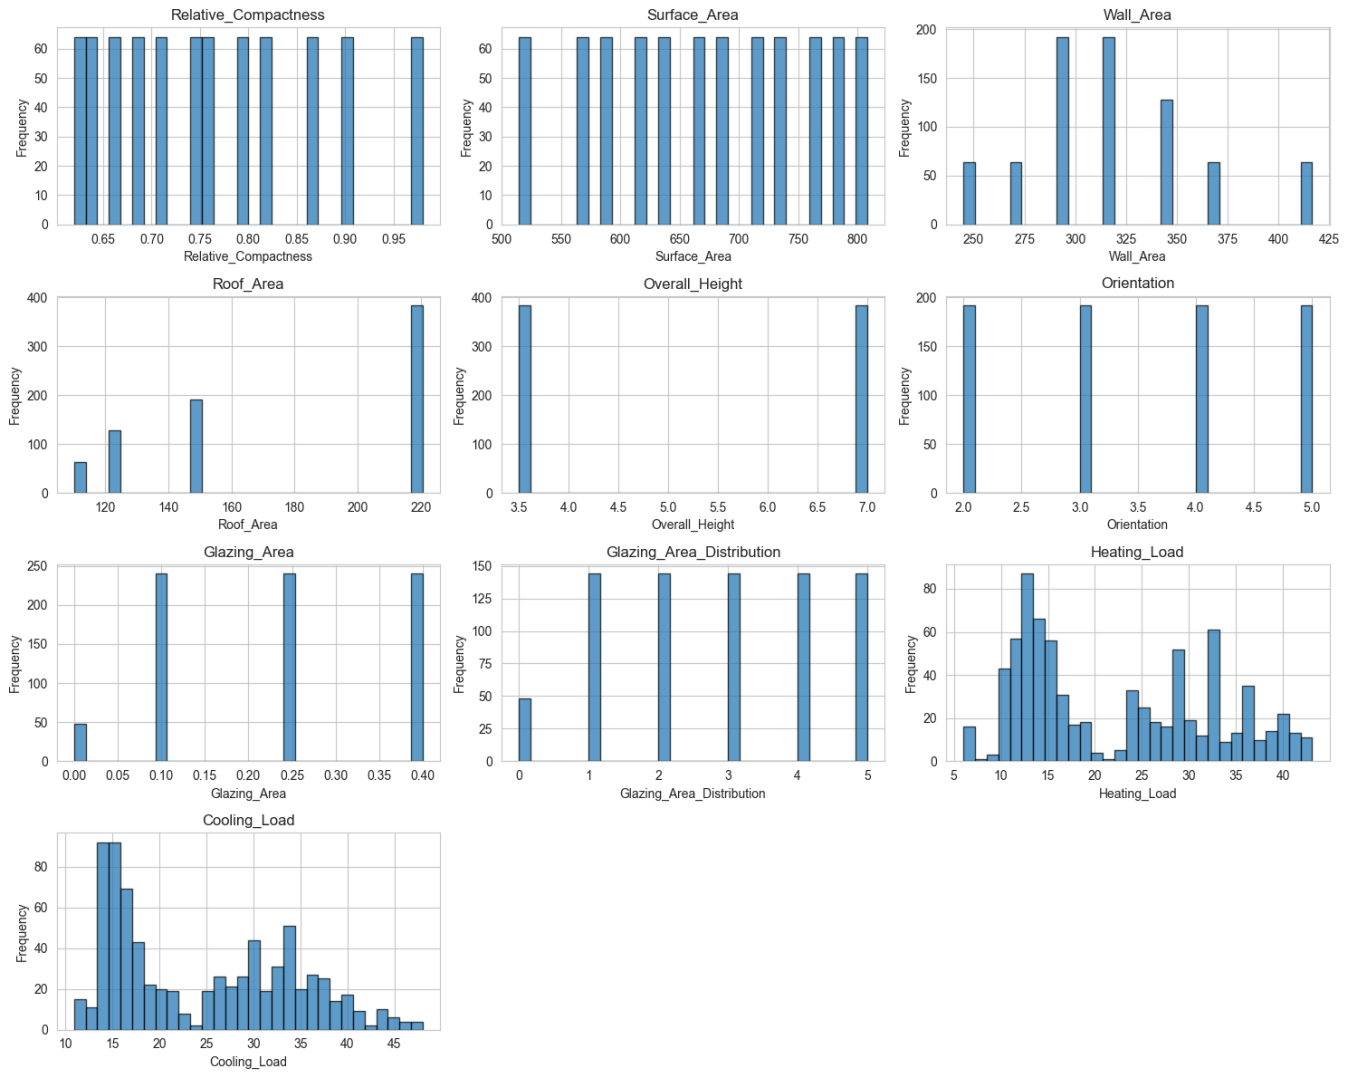 Relative_Compactness
Frequency
60
50
40
30
20
10
0
0.65 0.70 0.75 0.80 0.85 0.90 0.95
Relative_Compactness
Surface_Area
Frequency
60
50
40
30
20
10
0
500 550 600 650 700 750 800
Surface_Area
Wall_Area
Frequency
200
150
100
50
0
250 275 300 325 350 375 400 425
Wall_Area
Roof_Area
Frequency
400
300
200
100
0
120 140 160 180 200 220
Roof_Area
Overall_Height
Frequency
400
300
200
100
0
3.5 4.0 4.5 5.0 5.5 6.0 6.5 7.0
Overall_Height
Orientation
Frequency
200
150
100
50
0
2.0 2.5 3.0 3.5 4.0 4.5 5.0
Orientation
Glazing_Area
Frequency
250
200
150
100
50
0
0.00 0.05 0.10 0.15 0.20 0.25 0.30 0.35 0.40
Glazing_Area
Glazing_Area_Distribution
Frequency
150
125
100
75
50
25
0
0 1 2 3 4 5
Glazing_Area_Distribution
Heating_Load
Frequency
80
60
40
20
0
5 10 15 20 25 30 35 40
Heating_Load
Cooling_Load
Frequency
80
60
40
20
0
10 15 20 25 30 35 40 45
Cooling_Load